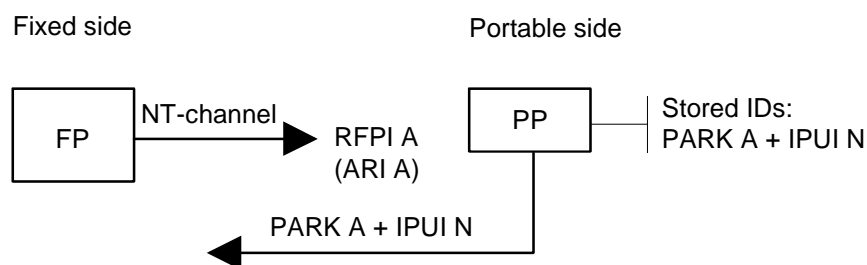 Fixed side
Portable side
FP
NT-channel
RFPI A
(ARI A)
PP
Stored IDs:
PARK A + IPUI N
PARK A + IPUI N